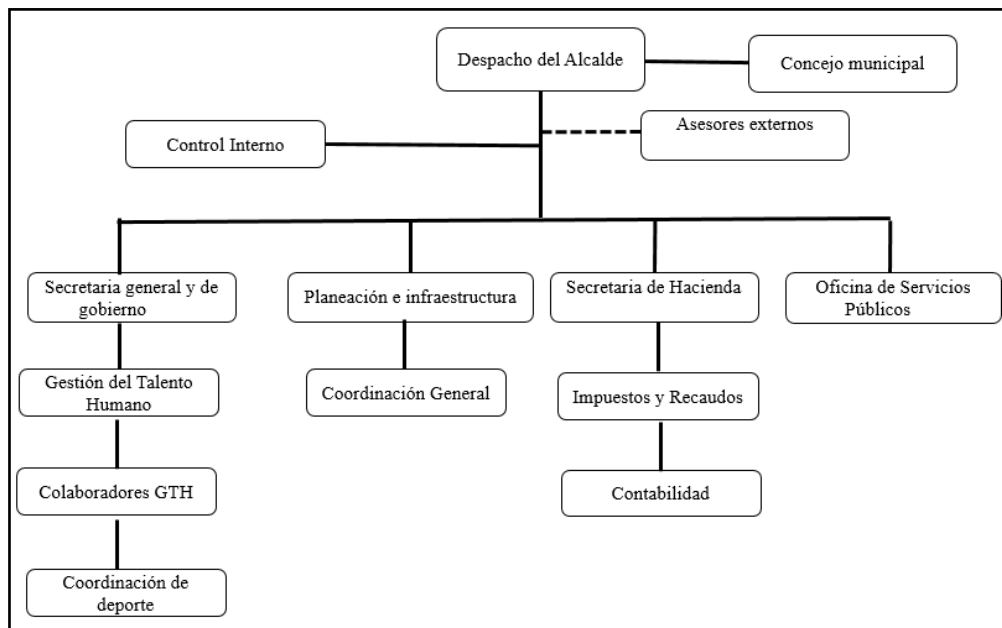 Despacho del Alcalde
Concejo municipal
Asesores externos
Control Interno
Secretaria general y de
gobierno
Planeación e infraestructura
Secretaria de Hacienda
Oficina de Servicios
Públicos
Gestión del Talento
Humano
Coordinación General
Impuestos y Recaudos
Colaboradores GTH
Contabilidad
Coordinación de
deporte